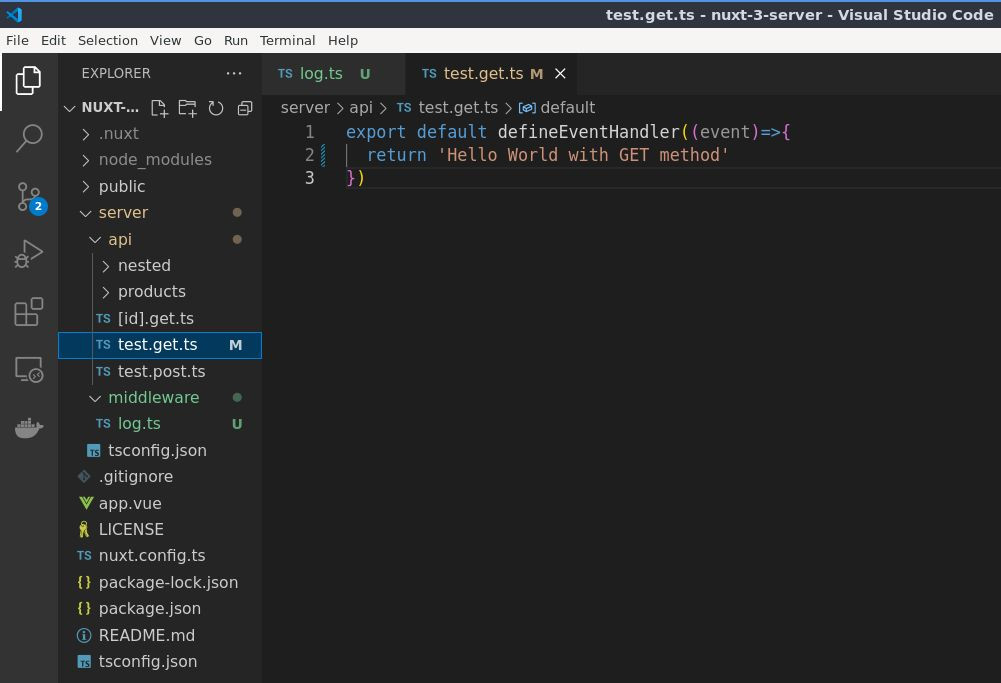 test.get.ts - nuxt-3-server - Visual Studio Code
File Edit Selection View Go Run Terminal Help
EXPLORER ...
TS log.ts U
TS test.get.ts M
NUXT-...
server > api > TS test.get.ts > default
.nuxt
node_modules
public
server
api
nested
products
TS [id].get.ts
TS test.get.ts M
TS test.post.ts
middleware
TS log.ts U
TS tsconfig.json
.gitignore
app.vue
LICENSE
TS nuxt.config.ts
{} package-lock.json
{} package.json
README.md
TS tsconfig.json
2
1 export default defineEventHandler((event)=>{
2 return 'Hello World with GET method'
3 })